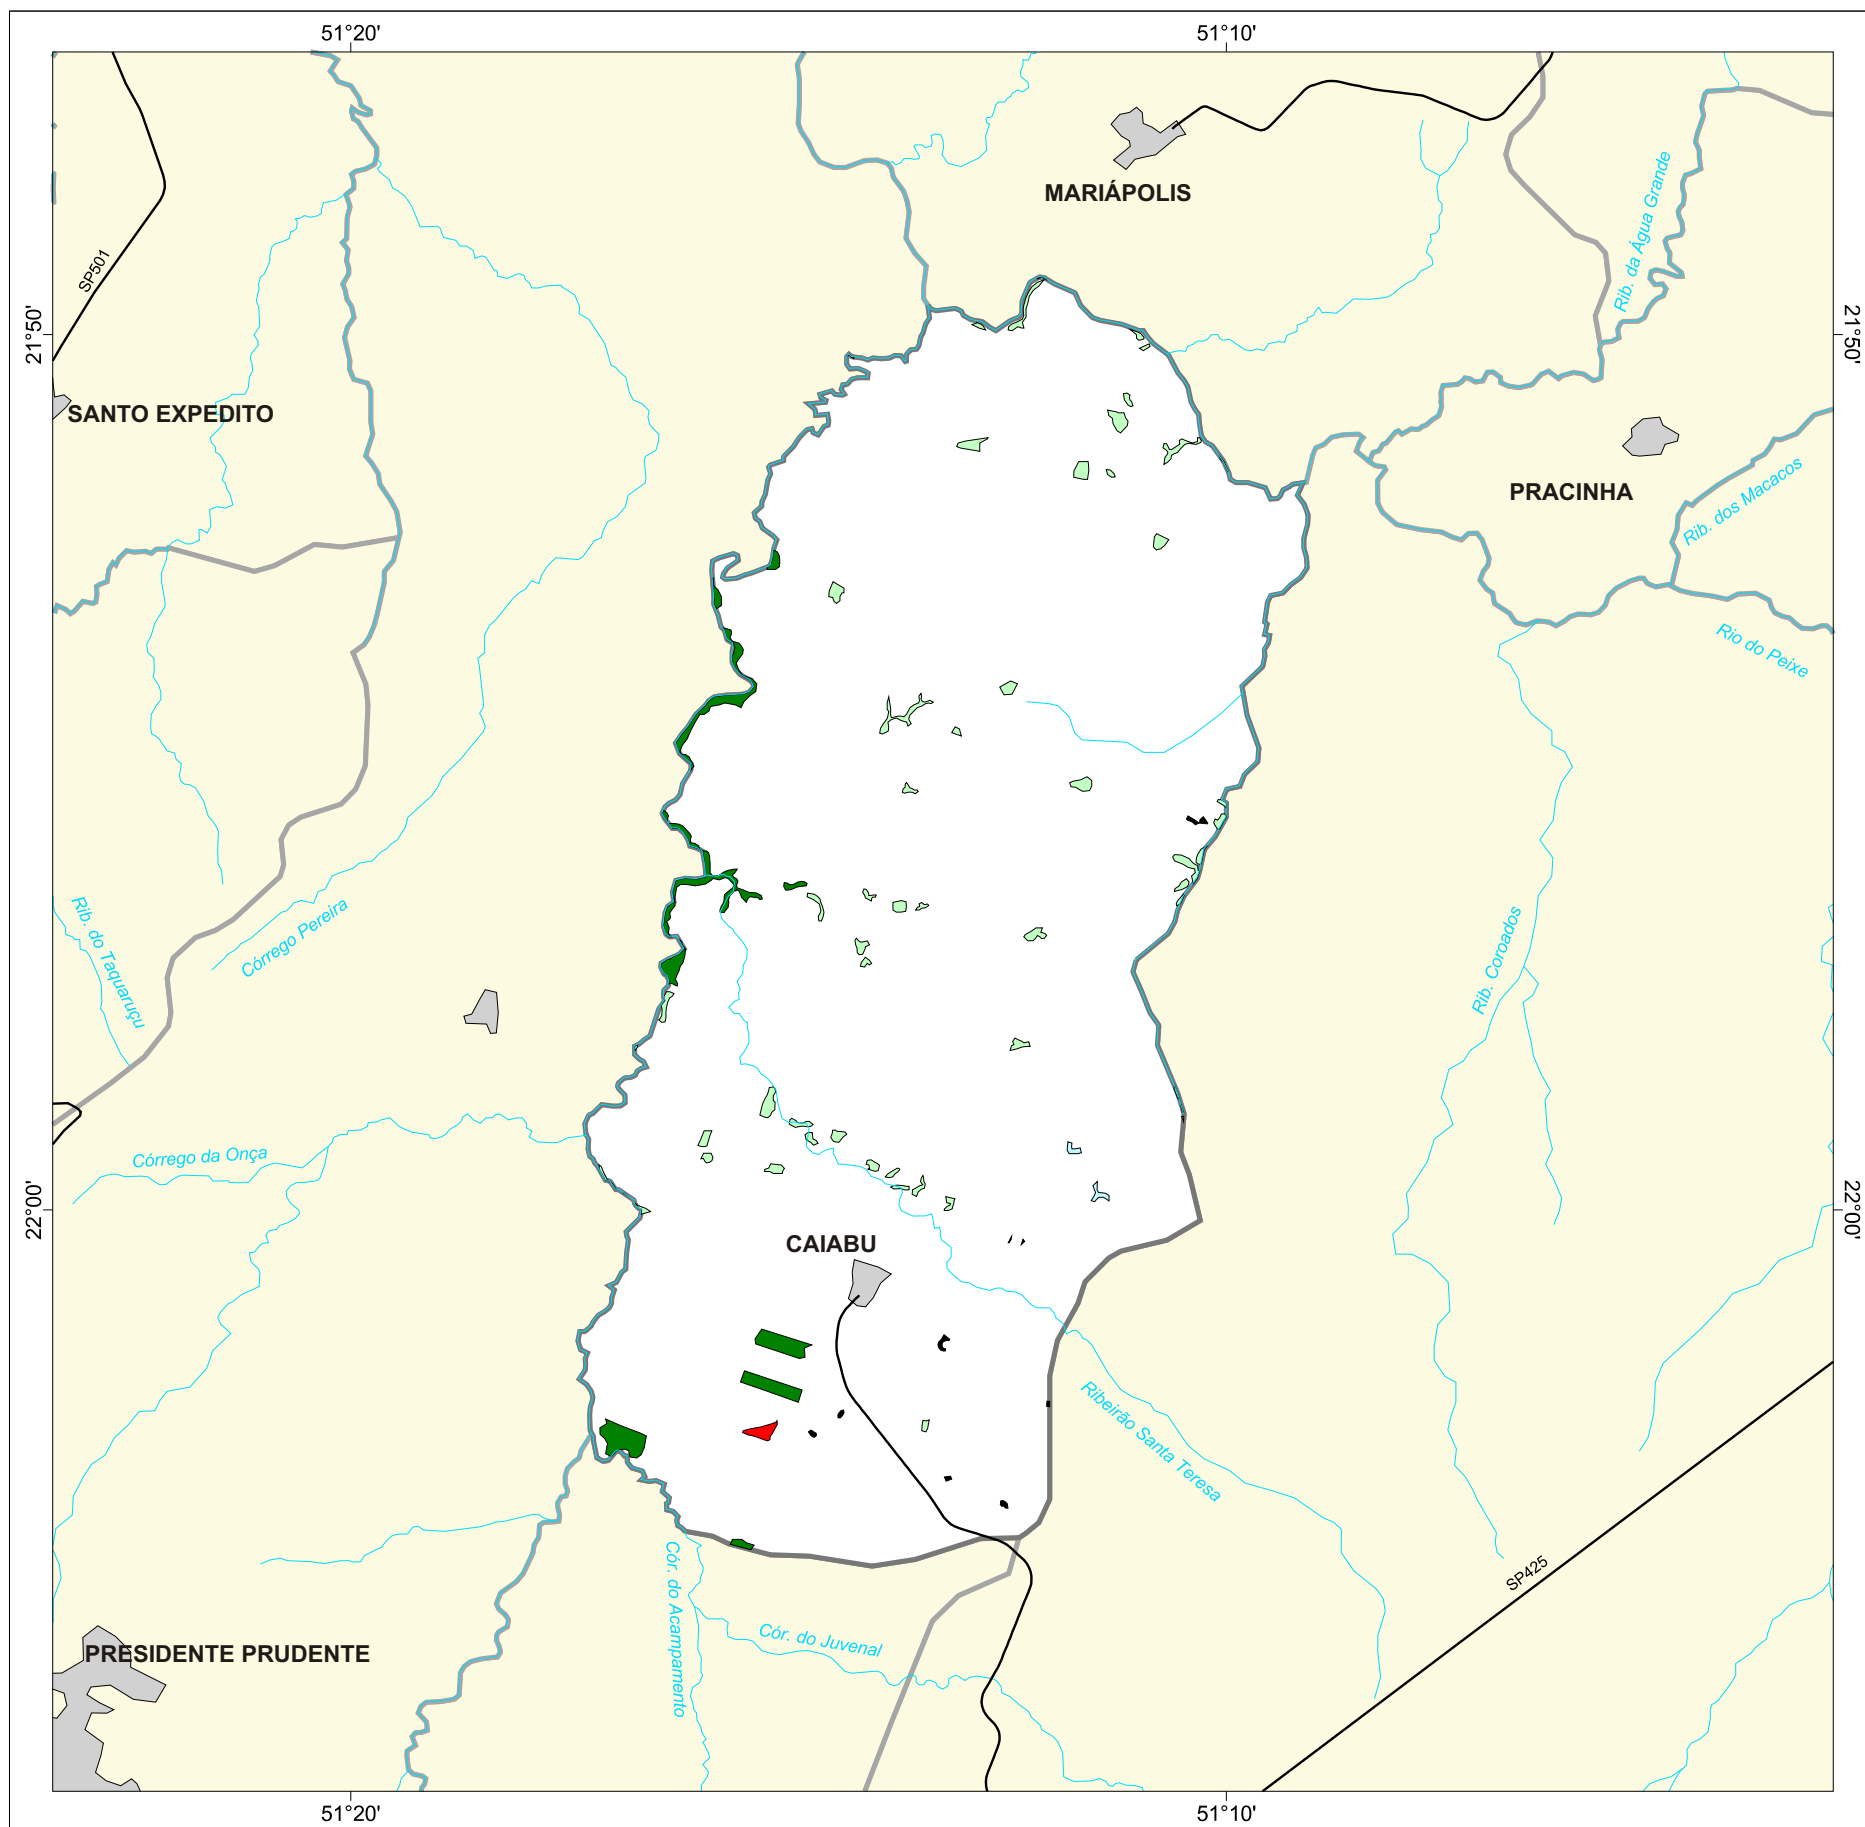 51°20'
51°10'
MARIÁPOLIS
Rib. da Água Grande
SP501
21°50'
21°50'
SANTO EXPEDITO
PRACINHA
Rib. dos Macacos
Rio do Peixe
Rib. do Taquaruçu
Córrego Pereira
Rib. Coroados
Córrego da Onça
22°00'
22°00'
CAIABU
Ribeirão Santa Teresa
SP425
Cór. do Acampamento
Cór. do Juvenal
PRESIDENTE PRUDENTE
51°20'
51°10'